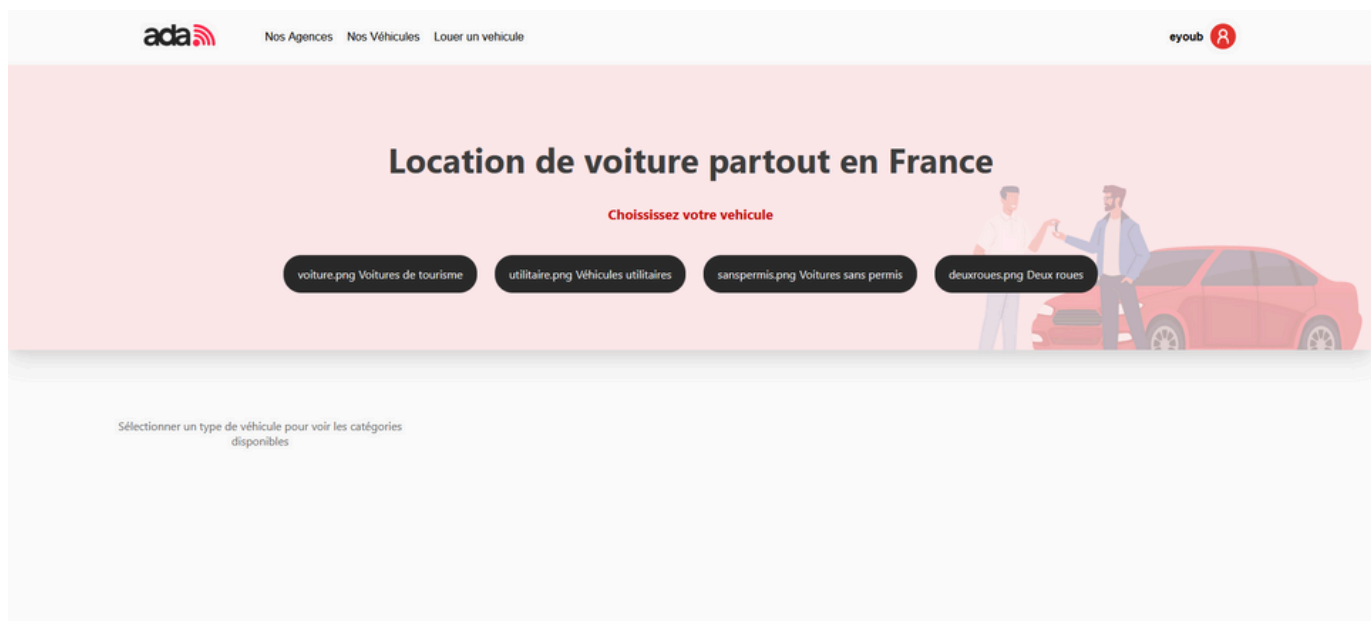 ada
Nos Agences Nos Véhicules Louer un vehicule
eyoub
Location de voiture partout en France
Choississez votre vehicule
voiture.png Voitures de tourisme
utilitaire.png Véhicules utilitaires
sanspermis.png Voitures sans permis
deuxroues.png Deux roues
Sélectionner un type de véhicule pour voir les catégories
disponibles